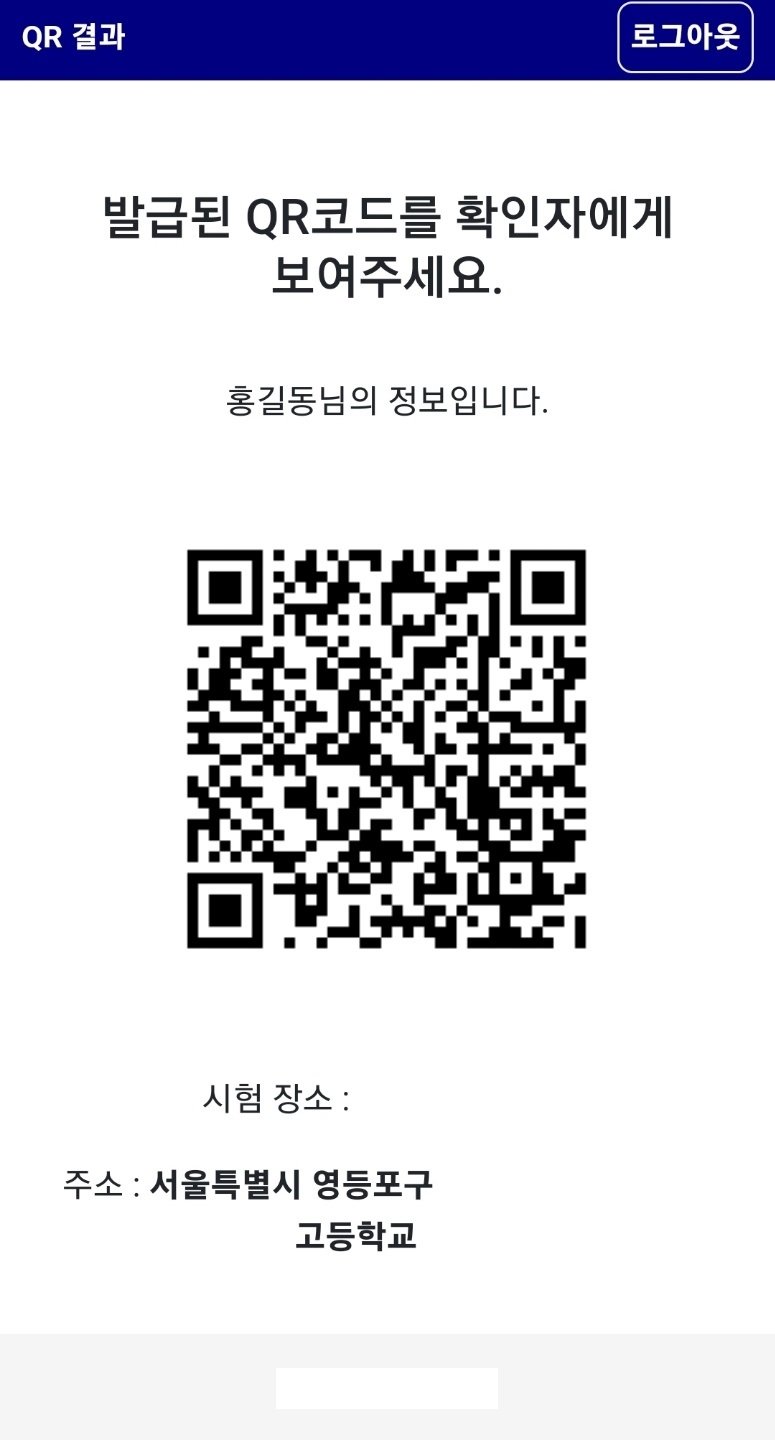 QR 결과
로그아웃
발급된 QR코드를 확인자에게
보여주세요.
홍길동님의 정보입니다.
시험 장소 :
주소 : 서울특별시 영등포구
고등학교